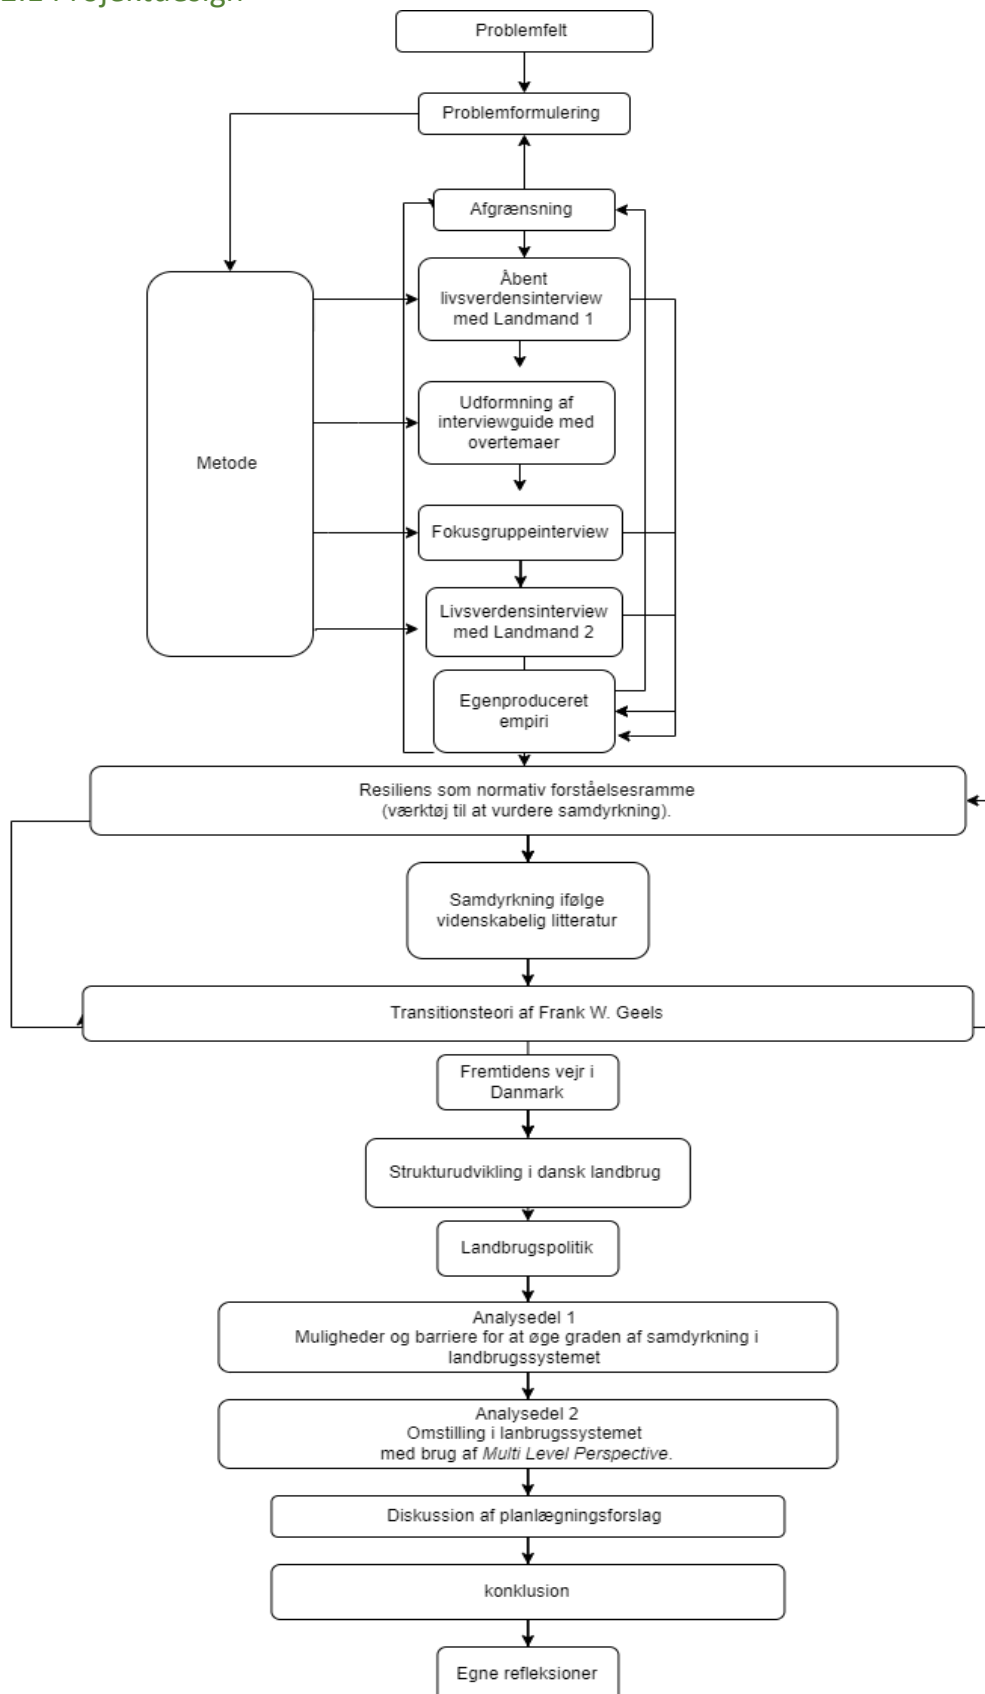 Projektdesign
Problemfelt
Problemformulering
Afgrænsning
Åbent
livsverdensinterview
med Landmand 1
Udformning af
interviewguide med
overtemaer
Metode
Fokusgruppeinterview
Livsverdensinterview
med Landmand 2
Egenproduceret
empiri
Resiliens som normativ forståelsesramme
(værktøj til at vurdere samdyrkning).
Samdyrkning ifølge
videnskabelig litteratur
Transitionsteori af Frank W. Geels
Fremtidens vejr i
Danmark
Strukturudvikling i dansk landbrug
Landbrugspolitik
Analysedel 1
Muligheder og barriere for at øge graden af samdyrkning i
landbrugssystemet
Analysedel 2
Omstilling i lanbrugssystemet
med brug af Multi Level Perspective.
Diskussion af planlægningsforslag
konklusion
Egne refleksioner